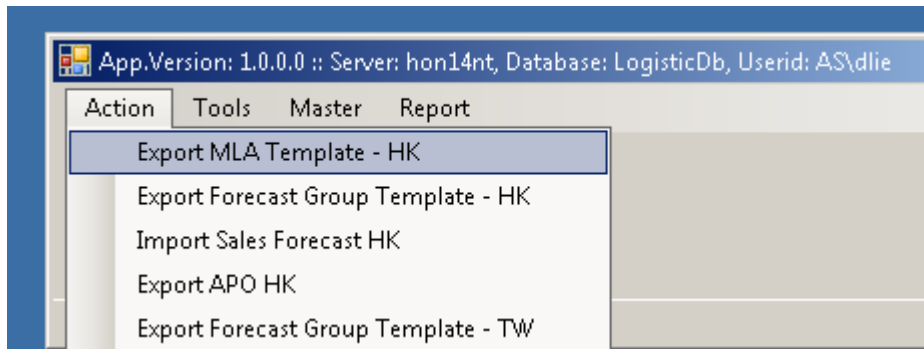 App.Version: 1.0.0.0 :: Server: hon14nt, Database: LogisticDb, Userid: AS\dlie
Action Tools Master Report
Export MLA Template - HK
Export Forecast Group Template - HK
Import Sales Forecast HK
Export APO HK
Export Forecast Group Template - TW